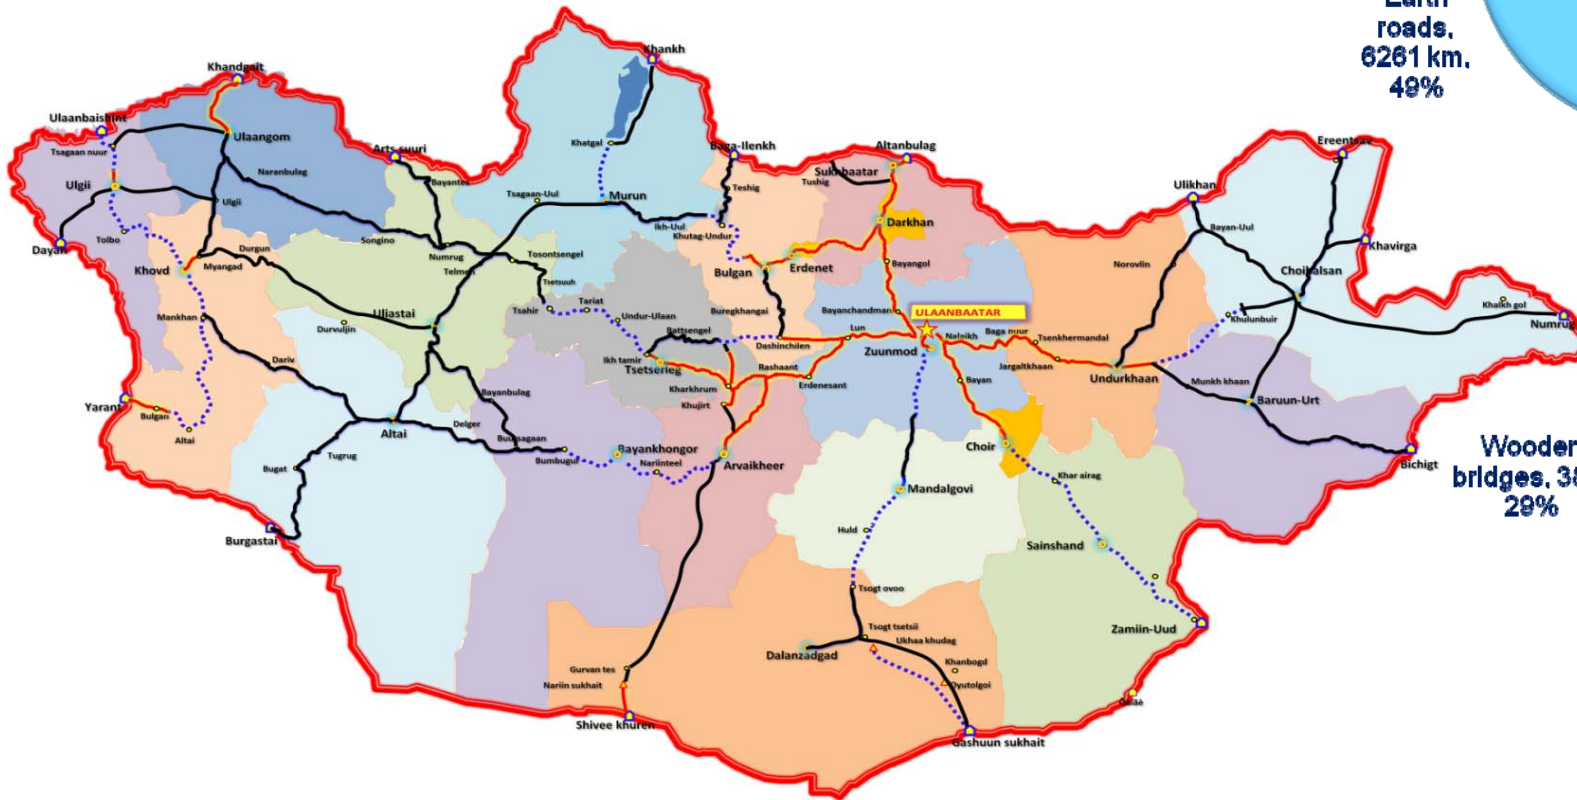 Earth
roads,
6261 km,
49%
Khankh
Khandgait
Ulaanbaishint
Ulaangom
Tsagaan nuur
Arts suuri
Khatgal
Baga-Ilenkh
Altanbulag
Sukhbaatar
Ereentsav
Naranbulag
Bayantes
Teshig
Tushig
Ulgii
Ulgii
Tsagaan-Uul
Murun
Ulikhan
Ikh-Uul
Khutag-Undur
Darkhan
Bayan-Uul
Tolbo
Dayan
Songino
Durgun
Numrug
Khavirga
Khovd
Myangad
Telmen
Tosontsengel
Bulgan
Erdenet
Bayangol
Norovlin
Choibalsan
Tsetsuuh
Tsahir
Tariat
Buregkhangai
Bayanchandmani
ULAANBAATAR
Khalkh gol
Numrug
Mankhan
Durvuljin
Uliastai
Undur-Ulaan
Battsengel
Dashinchilen
Lun
Nalaikh
Baga nuur
Tsenkhermandal
Khulunbuir
Zuunmod
Dariv
Ikh tamir
Tsetserleg
Rashaant
Erdenesant
Jargaltkhaan
Undurkhaan
Munkh khaan
Bayan
Kharkhrum
Khujirt
Bayanbulag
Baruun-Urt
Yarant
Bulgan
Altai
Altai
Delger
Buutsagaan
Bumbugur
Bayankhongor
Nariinteel
Arvaikheer
Choir
Bichigt
Wooden
bridges, 38
29%
Bugat
Tugrug
Khar airag
Mandalgovi
Burgastai
Huld
Sainshand
Tsogt ovoo
Zamiin-Uud
Tsogt tsetsii
Ukhaa khudag
Dalanzadgad
Khanbogd
Oyutolgoi
Gurvan tes
Nariin sukhait
Shivee khuren
Gashuun sukhait